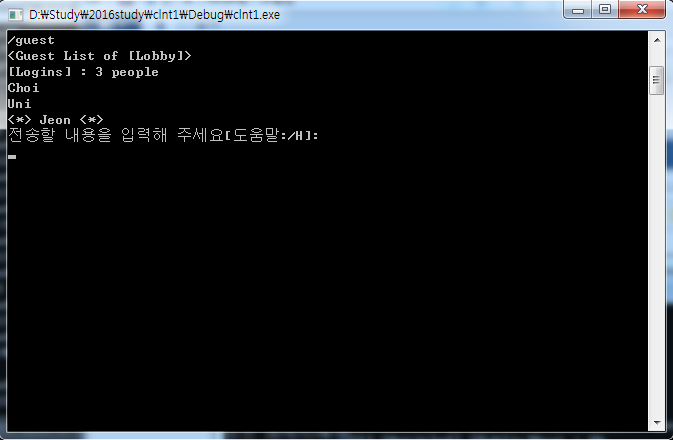 D:₩Study₩2016study₩clnt1₩Debug₩clnt1.exe
/guest
<Guest List of [Lobby]>
[Logins] : 3 people
Choi
Uni
<*> Jeon <*>
전송할 내용을 입력해 주세요[도움말:/H]: